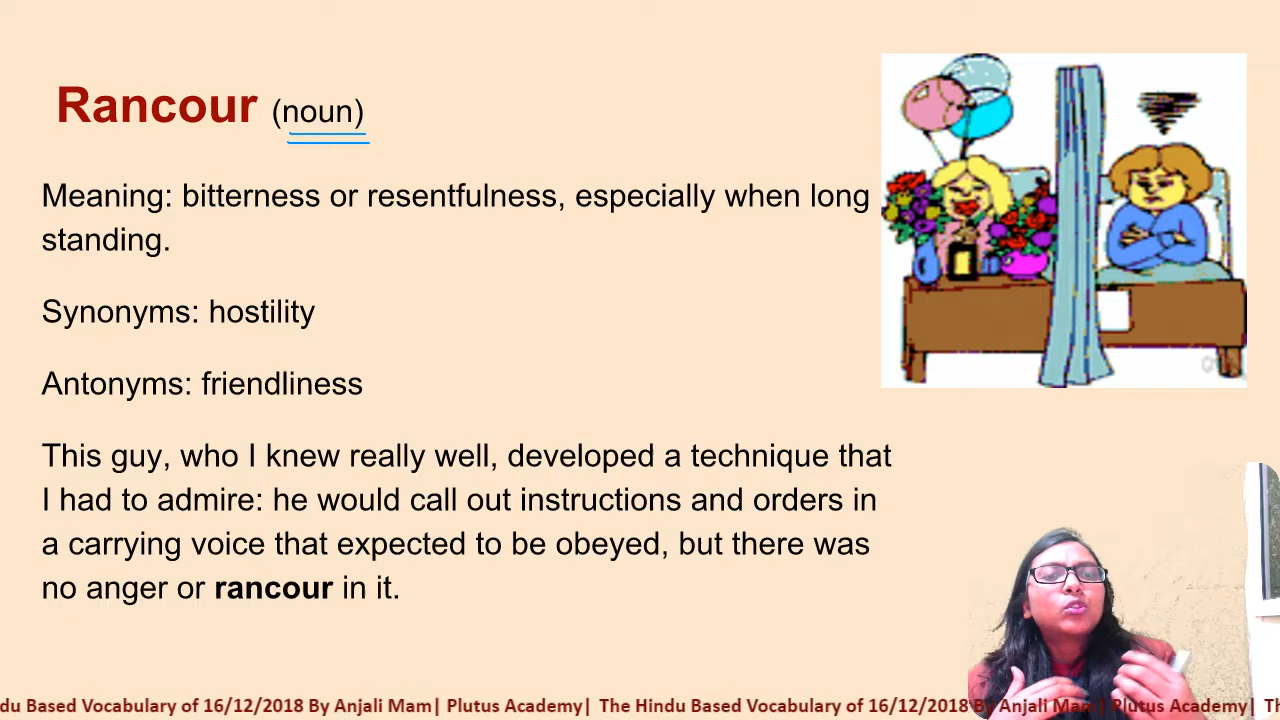 Rancour (noun)
Meaning: bitterness or resentfulness, especially when long
standing.
Synonyms: hostility
Antonyms: friendliness
This guy, who I knew really well, developed a technique that
I had to admire: he would call out instructions and orders in
a carrying voice that expected to be obeyed, but there was
no anger or rancour in it.
du Based Vocabulary of 16/12/2018 By Anjali Mam| Plutus Academy| The Hindu Based Vocabulary of 16/12/2018 By Anjali Mam| Plutus Academy| Th